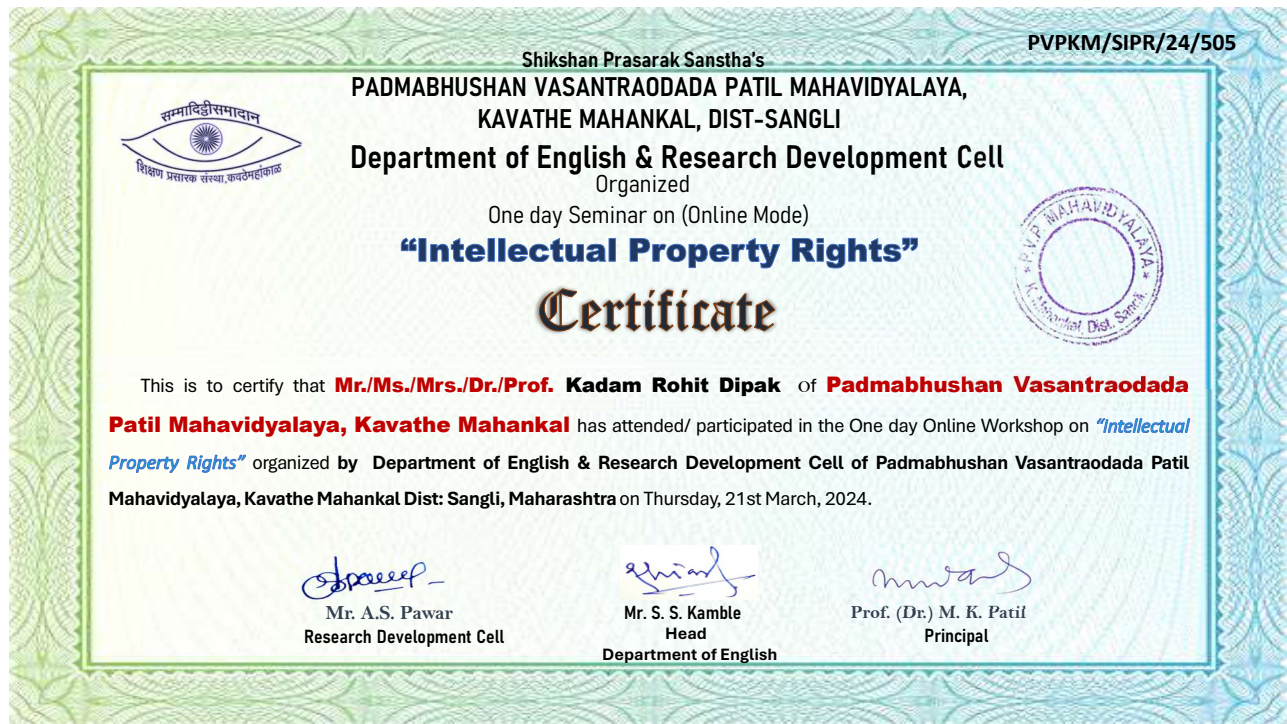 PVPKM/SIPR/24/505
Shikshan Prasarak Sanstha's
PADMABHUSHAN VASANTRAODADA PATIL MAHAVIDYALAYA,
KAVATHE MAHANKAL, DIST-SANGLI
सम्मादिट्ठीसमादान
शिक्षण प्रसारक संस्था,कवठेमहांकाळ
Department of English & Research Development Cell
Organized
One day Seminar on (Online Mode)
“Intellectual Property Rights”
P.V.P. MAHAVIDYALAYA
K. Mahankal, Dist. Sangli.
Certificate
This is to certify that Mr./Ms./Mrs./Dr./Prof. Kadam Rohit Dipak of Padmabhushan Vasantraodada
Patil Mahavidyalaya, Kavathe Mahankal has attended/ participated in the One day Online Workshop on “Intellectual
Property Rights” organized by Department of English & Research Development Cell of Padmabhushan Vasantraodada Patil
Mahavidyalaya, Kavathe Mahankal Dist: Sangli, Maharashtra on Thursday, 21st March, 2024.
Mr. A.S. Pawar
Research Development Cell
Mr. S. S. Kamble
Head
Department of English
Prof. (Dr.) M. K. Patil
Principal